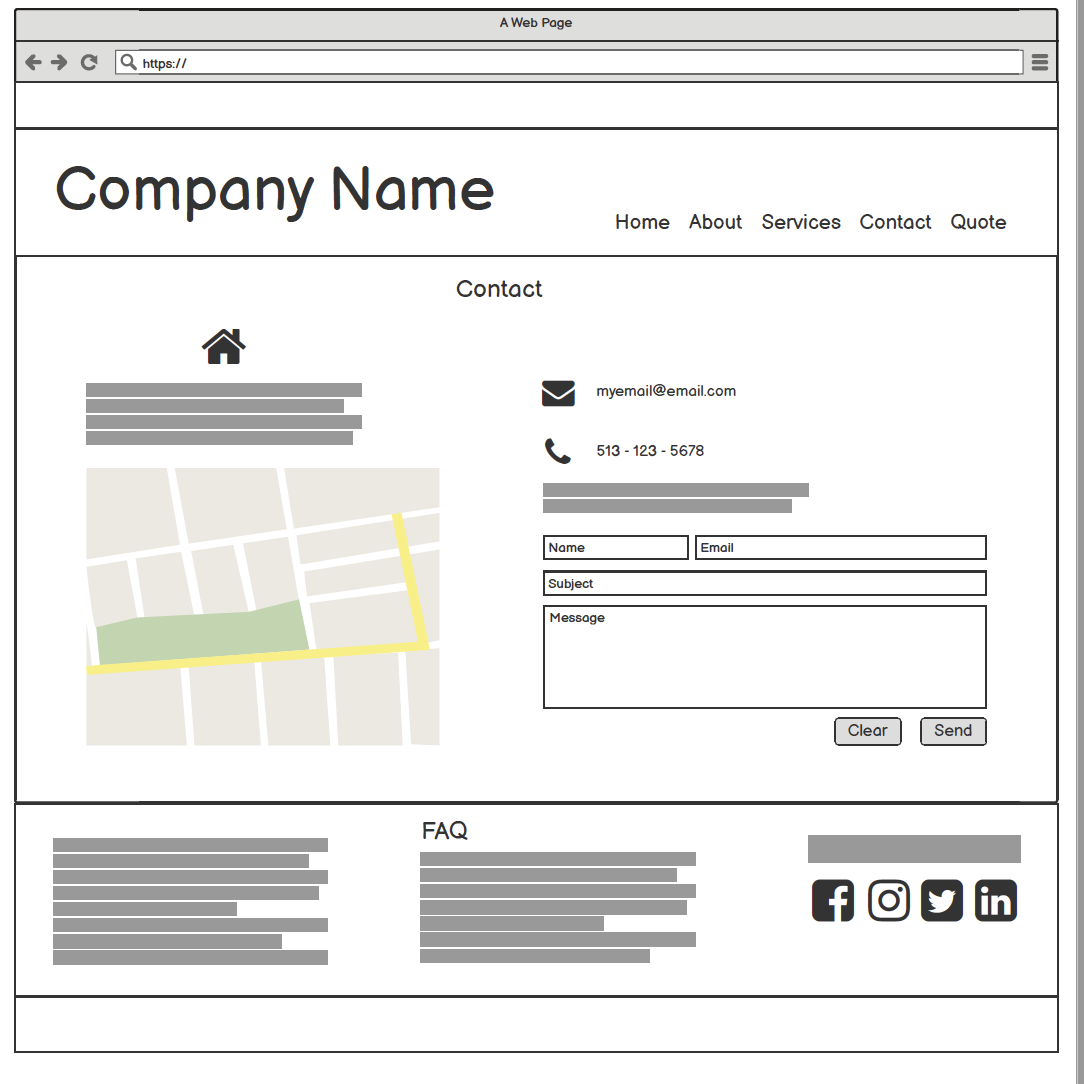 A Web Page
https://
Company Name
Home About Services Contact Quote
Contact
myemail@email.com
513 - 123 - 5678
Name Email
Subject
Message
Clear Send
FAQ